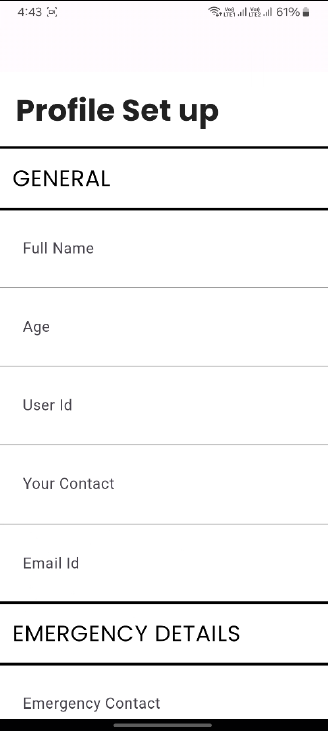 4:43
61%
Profile Set up
GENERAL
Full Name
Age
User Id
Your Contact
Email Id
EMERGENCY DETAILS
Emergency Contact